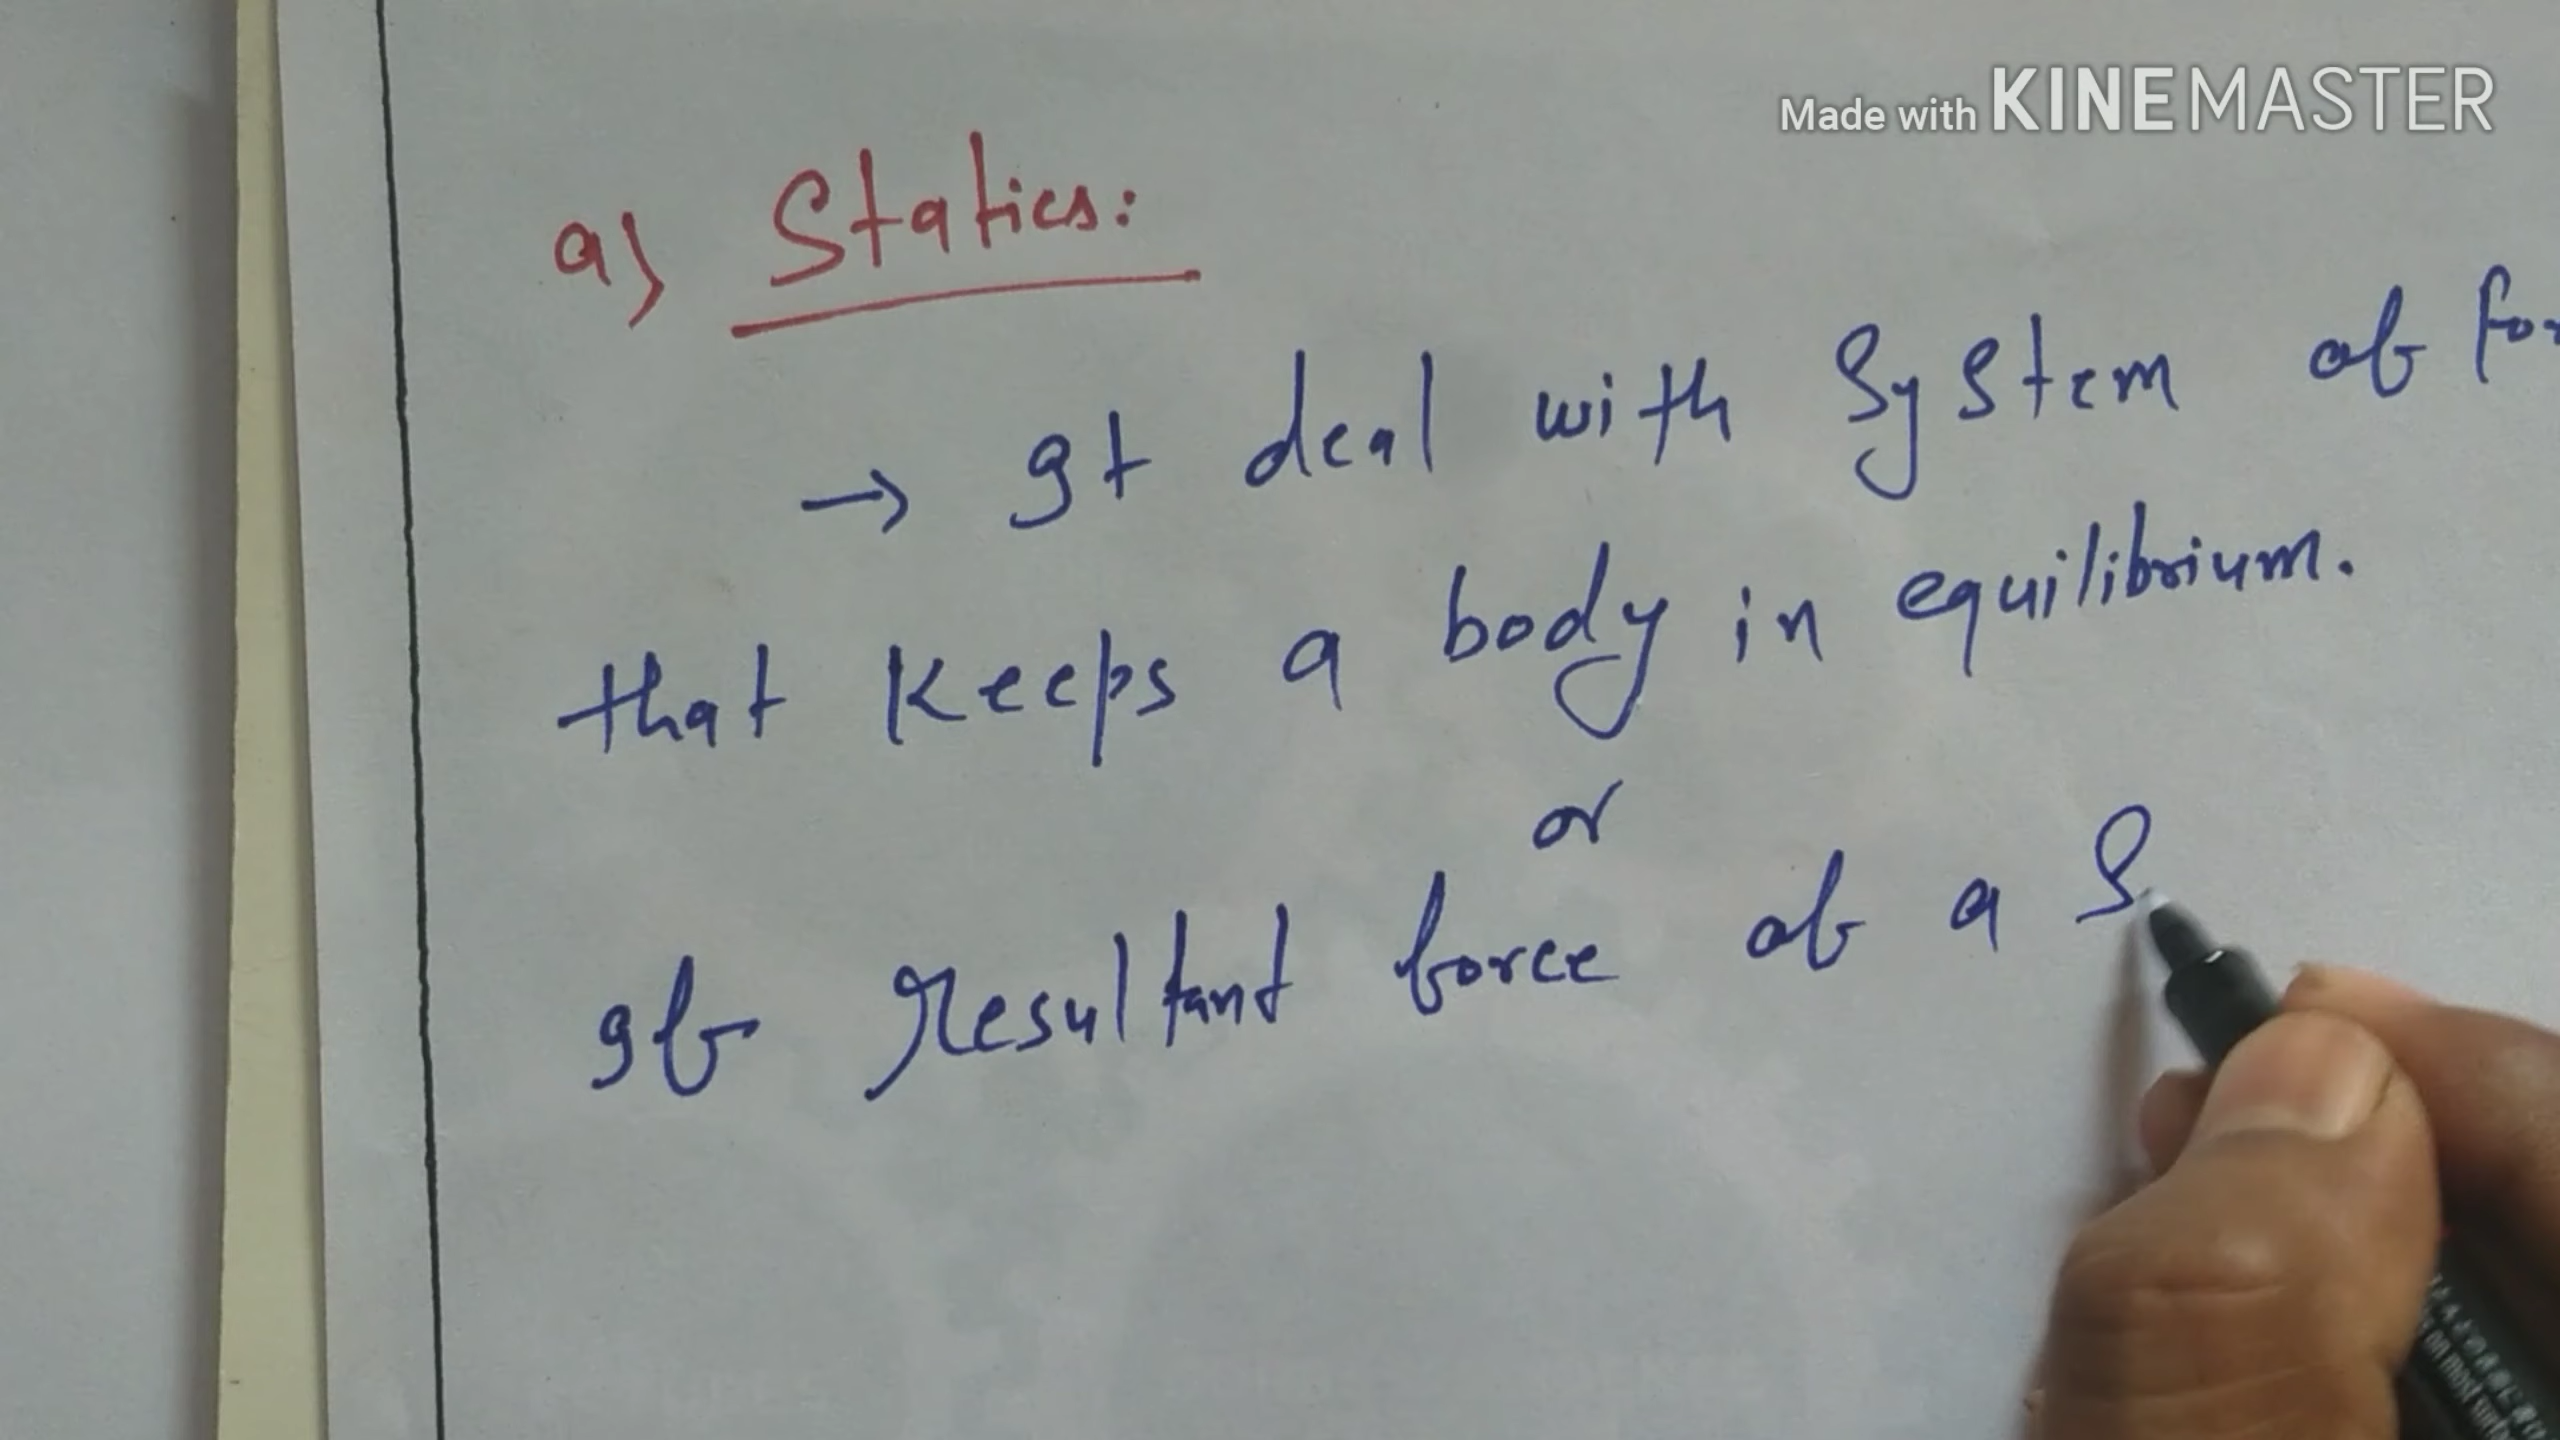 Made with KINEMASTER
a) Statics:
→ It deal with System of For
that Keeps a body in equilibrium.
or
If resultant force of a S